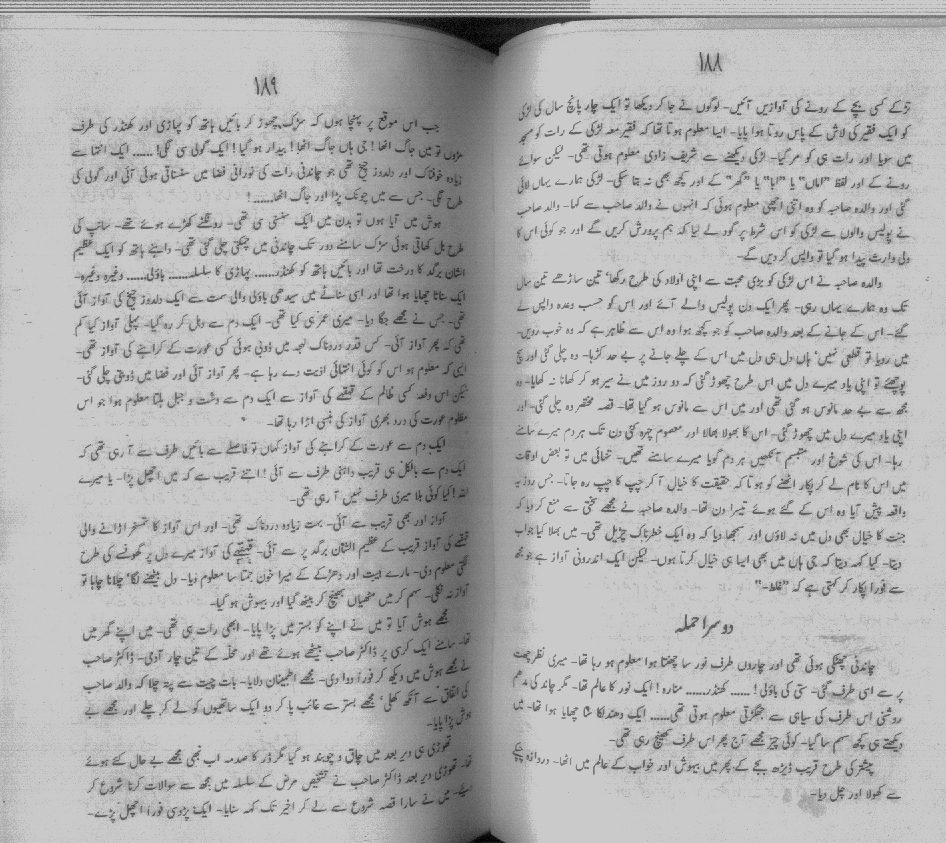 ۱۸۸
تڑکے کسی بچے کے رونے کی آوازیں آئیں۔ لوگوں نے جا کر دیکھا تو ایک چار پانچ سال کی لڑکی
کو ایک فقیر کی لاش کے پاس روتا ہوا پایا۔ ایسا معلوم ہوتا تھا کہ فقیر معہ لڑکی کے رات کو مسجد
میں سویا اور رات ہی کو مر گیا۔ لڑکی دیکھنے سے شریف زادی معلوم ہوتی تھی۔ لیکن سوائے
رونے کے اور لفظ "اماں" یا "ابا" یا "گھر" کے اور کچھ بھی نہ بتا سکی۔ لڑکی ہمارے یہاں لائی
گئی اور والدہ صاحبہ کو وہ اتنی اچھی معلوم ہوئی کہ انہوں نے والد صاحب سے کہا۔ والد صاحب
نے پولیس والوں سے لڑکی کو اس شرط پر گود لے لیا کہ ہم پرورش کریں گے اور جو کوئی اس کا
ولی وارث پیدا ہو گیا تو واپس کر دیں گے۔
والدہ صاحبہ نے اس لڑکی کو بڑی محبت سے اپنی اولاد کی طرح رکھا' تین ساڑھے تین سال
تک وہ ہمارے یہاں رہی۔ پھر ایک دن پولیس والے آئے اور اس کو حسب وعدہ واپس لے
گئے۔ اس کے جانے کے بعد والدہ صاحب کو جو کچھ ہوا وہ اس سے ظاہر ہے کہ وہ خوب روئیں۔
میں رویا تو قطعی نہیں' ہاں دل ہی دل میں اس کے چلے جانے پر بے حد کڑہا۔ وہ چلی گئی اور سچ
پوچھئے تو اپنی یاد میرے دل میں اس طرح چھوڑ گئی کہ دو روز میں نے سیر ہو کر کھانا نہ کھایا۔ وہ
مجھ سے بے حد مانوس ہو گئی تھی اور میں اس سے مانوس ہو گیا تھا۔ قصہ مختصر وہ چلی گئی۔ اور
اپنی یاد میرے دل میں چھوڑ گئی۔ اس کا بھولا بھالا اور معصوم چہرہ کئی دن تک ہر دم میرے سامنے
رہا۔ اس کی شوخ اور متبسم آنکھیں ہر دم گویا میرے سامنے تھیں۔ تنہائی میں تو بعض اوقات
میں اس کا نام لے کر پکار اٹھنے کو ہوتا کہ حقیقت کا خیال آ کر چپ کا چپ رہ جاتا۔ جس روز یہ
واقعہ پیش آیا وہ اس کے گئے ہوئے تیسرا دن تھا۔ والدہ صاحب نے مجھے سختی سے منع کر دیا کہ
جنت کا خیال بھی دل میں نہ لاؤں اور سمجھا دیا کہ وہ ایک خطرناک چڑیل تھی۔ میں بھلا کیا جواب
دیتا۔ کیا کہہ دیتا کہ جی ہاں میں بھی ایسا ہی خیال کرتا ہوں۔ لیکن ایک اندرونی آواز ہے جو مجھ
سے فوراً پکار کر کہتی ہے کہ "غلط۔"
دوسرا حملہ
چاندنی چھٹکی ہوئی تھی اور چاروں طرف نور سا چھنتا ہوا معلوم ہو رہا تھا۔ میری نظر چھت
پر سے اسی طرف گئی۔ ستی کی باؤلی! ...... کھنڈر...... منارہ! ایک نور کا عالم تھا۔ مگر چاند کی مدھم
روشنی اس طرف کی سیاہی سے جھگڑتی معلوم ہوتی تھی...... ایک دھندلکا سا چھایا ہوا تھا۔ میں
دیکھتے ہی کچھ سہم سا گیا۔ کوئی چیز مجھے آج پھر اس طرف کھینچ رہی تھی۔
پیشتر کی طرح قریب ڈیڑھ بجے کے پھر میں بیہوش اور خواب کے عالم میں اٹھا۔ دروازہ چپکے
سے کھولا اور چل دیا۔
۱۸۹
جب اس موقع پر پہنچا ہوں کہ سڑک چھوڑ کر بائیں ہاتھ کو پہاڑی اور کھنڈر کی طرف
مڑوں تو میں جاگ اٹھا! جی ہاں جاگ اٹھا! بیدار ہو گیا! ایک گولی سی لگی! ...... ایک انتہا سے
زیادہ خوفناک اور دلدوز چیخ تھی جو چاندنی رات کی نورانی فضا میں سنسناتی ہوئی آئی اور گولی کی
طرح لگی۔ جس سے میں چونک پڑا اور جاگ اٹھا......!
ہوش میں آیا ہوں تو بدن میں ایک سنسنی سی تھی۔ رونگٹے کھڑے ہوئے تھے۔ سانپ کی
طرح بل کھاتی ہوئی سڑک سامنے دور تک چاندنی میں چمکتی چلی گئی تھی۔ داہنے ہاتھ کو ایک عظیم
الشان برگد کا درخت تھا اور بائیں ہاتھ کو کھنڈر...... پہاڑی کا سلسلہ...... باؤلی...... وغیرہ وغیرہ۔
ایک سناٹا چھایا ہوا تھا اور اسی سناٹے میں سیدھی باؤلی والی سمت سے ایک دلدوز چیخ کی آواز آئی
تھی۔ جس نے مجھے جگا دیا۔ میری عمر ہی کیا تھی۔ ایک دم سے دہل کر رہ گیا۔ پہلی آواز کیا کم
تھی کہ پھر آواز آئی۔ کس قدر دردناک لہجہ میں ڈوبی ہوئی کسی عورت کے کراہنے کی آواز تھی۔
ایسی کہ معلوم ہو اس کو کوئی انتہائی اذیت دے رہا ہے۔ پھر آواز آئی اور فضا میں ڈوبتی چلی گئی۔
لیکن اس دفعہ کسی ظالم کے قہقہے کی آواز سے ایک دم سے دشت و جبل ہلتا معلوم ہوا جو اس
مظلوم عورت کی درد بھری آواز کی ہنسی اڑا رہا تھا۔
ایک دم سے عورت کے کراہنے کی آواز کہاں تو فاصلے سے بائیں طرف سے آ رہی تھی کہ
ایک دم سے بالکل ہی قریب داہنی طرف سے آئی! اتنے قریب سے کہ میں اچھل پڑا۔ یا میرے
اللہ! کیا کوئی بلا میری طرف نہیں آ رہی تھی۔
آواز اور بھی قریب سے آئی۔ بہت زیادہ دردناک تھی۔ اور اس آواز کا تمسخر اڑانے والی
قہقہے کی آواز قریب کے عظیم الشان برگد پر سے آئی۔ قہقہے کی آواز میرے دل پر گھونسے کی طرح
لگتی معلوم دی۔ مارے ہیبت اور دھڑکے کے میرا خون جمتا سا معلوم دیا۔ دل بیٹھنے لگا' چلانا چاہا تو
آواز نہ نکلی۔ سہم کر میں مٹھیاں بھینچ کر بیٹھ گیا اور بیہوش ہو گیا۔
مجھے ہوش آیا تو میں نے اپنے کو بستر میں پڑا پایا۔ ابھی رات ہی تھی۔ میں اپنے گھر میں
تھا۔ سامنے ایک کرسی پر ڈاکٹر صاحب بیٹھے ہوئے تھے اور محلہ کے تین چار آدمی۔ ڈاکٹر صاحب
نے مجھے ہوش میں دیکھ کر فوراً دوا دی۔ مجھے اطمینان دلایا۔ بات چیت سے پتہ چلا کہ والد صاحب
کی اتفاق سے آنکھ کھلی' مجھے بستر سے غائب پا کر دو ایک ساتھیوں کو لے کر چلے اور مجھے بے
ہوش پڑا پایا۔
تھوڑی ہی دیر بعد میں چاق و چوبند ہو گیا مگر ڈر کا صدمہ اب بھی مجھے بے حال کئے ہوئے
تھا۔ تھوڑی دیر بعد ڈاکٹر صاحب نے تشخیص مرض کے سلسلہ میں مجھ سے سوالات کرنا شروع کر
دیئے۔ میں نے سارا قصہ شروع سے لے کر اخیر تک کہہ سنایا۔ ایک پڑوسی فوراً اچھل پڑے۔